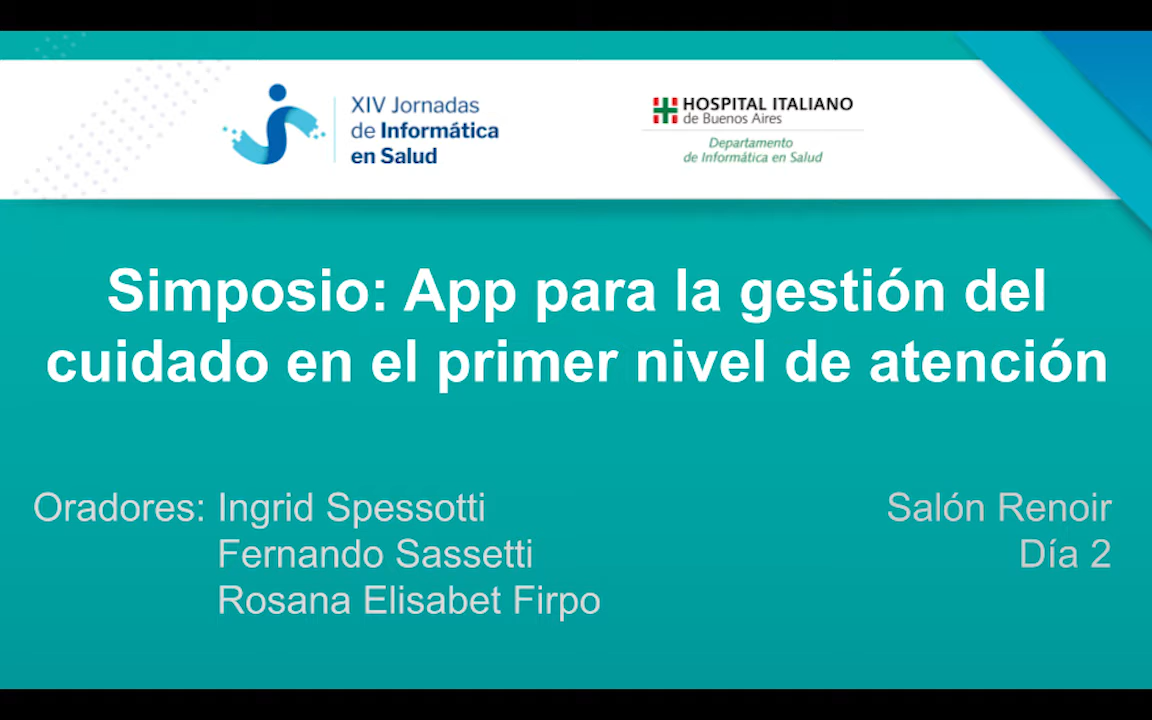 XIV Jornadas
de Informática
en Salud
HOSPITAL ITALIANO
de Buenos Aires
Departamento
de Informática en Salud
Simposio: App para la gestión del
cuidado en el primer nivel de atención
Oradores: Ingrid Spessotti
Fernando Sassetti
Rosana Elisabet Firpo
Salón Renoir
Día 2